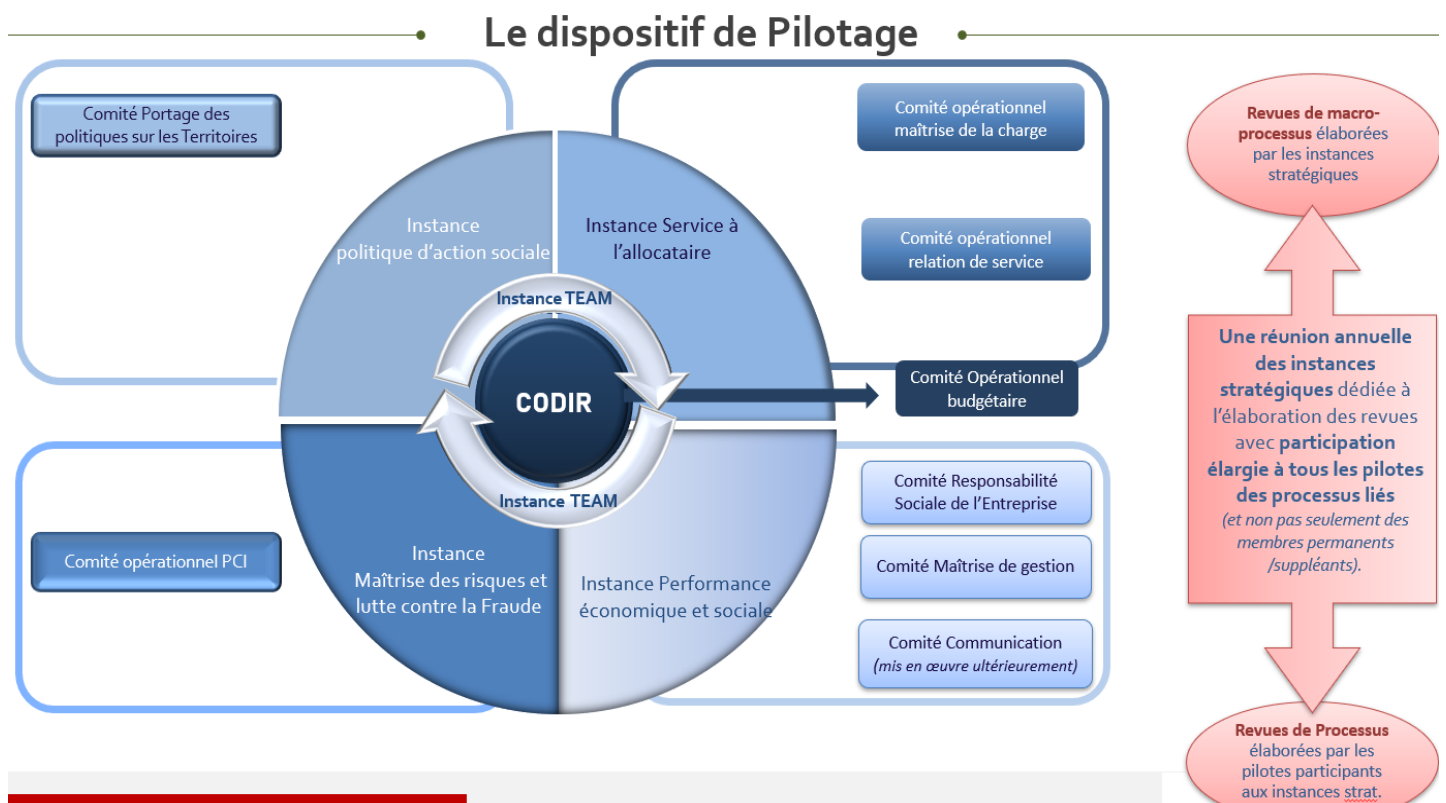 Le dispositif de Pilotage
Comité Portage des
politiques sur les Territoires
Instance
politique d'action sociale
Instance Service à
l'allocataire
Comité opérationnel
maîtrise de la charge
Comité opérationnel
relation de service
Instance TEAM
CODIR
Instance TEAM
Comité Opérationnel
budgétaire
Comité opérationnel PCI
Instance
Maîtrise des risques et
lutte contre la Fraude
Instance Performance
économique et sociale
Comité Responsabilité
Sociale de l'Entreprise
Comité Maîtrise de gestion
Comité Communication
(mis en œuvre ultérieurement)
Revues de macro-
processus élaborées
par les instances
stratégiques
Une réunion annuelle
des instances
stratégiques dédiée à
l'élaboration des revues
avec participation
élargie à tous les pilotes
des processus liés
(et non pas seulement des
membres permanents
/suppléants).
Revues de Processus
élaborées par les
pilotes participants
aux instances strat.